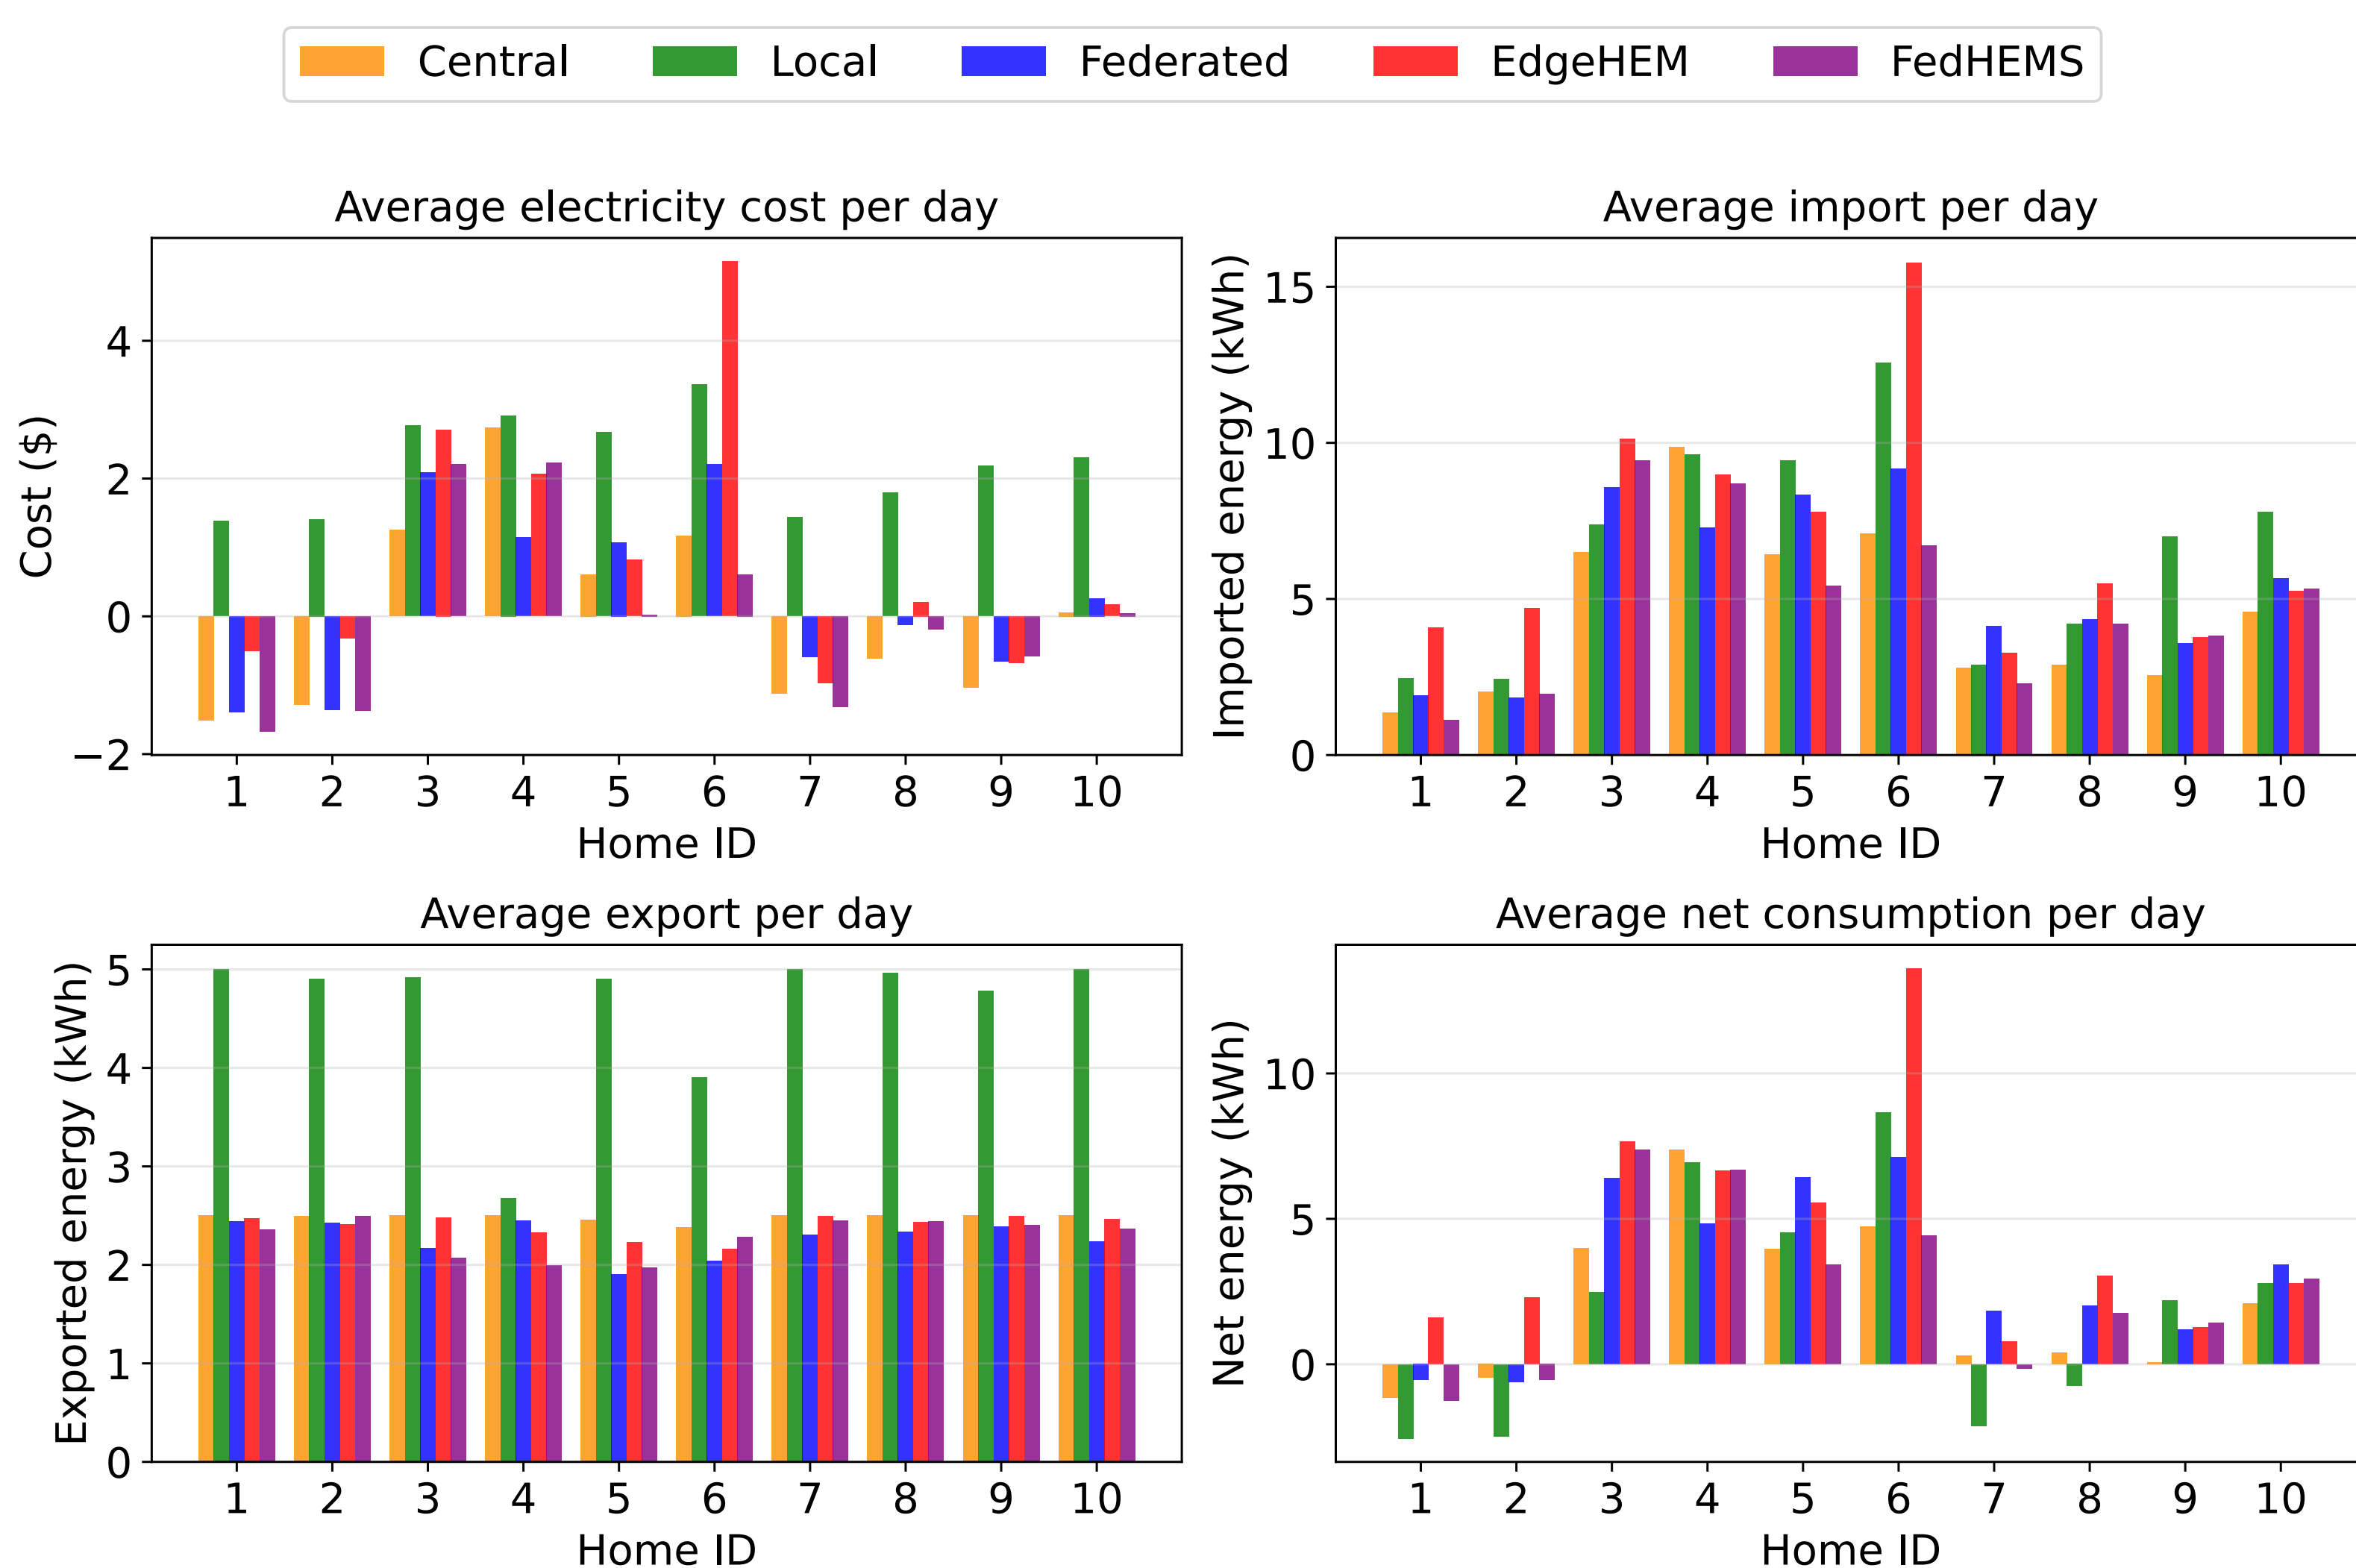 Central Local Federated EdgeHEM FedHEMS
Average electricity cost per day
Cost ($)
4
2
0
−2
1 2 3 4 5 6 7 8 9 10
Home ID
Average import per day
Imported energy (kWh)
15
10
5
0
1 2 3 4 5 6 7 8 9 10
Home ID
Average export per day
Exported energy (kWh)
5
4
3
2
1
0
1 2 3 4 5 6 7 8 9 10
Home ID
Average net consumption per day
Net energy (kWh)
10
5
0
1 2 3 4 5 6 7 8 9 10
Home ID